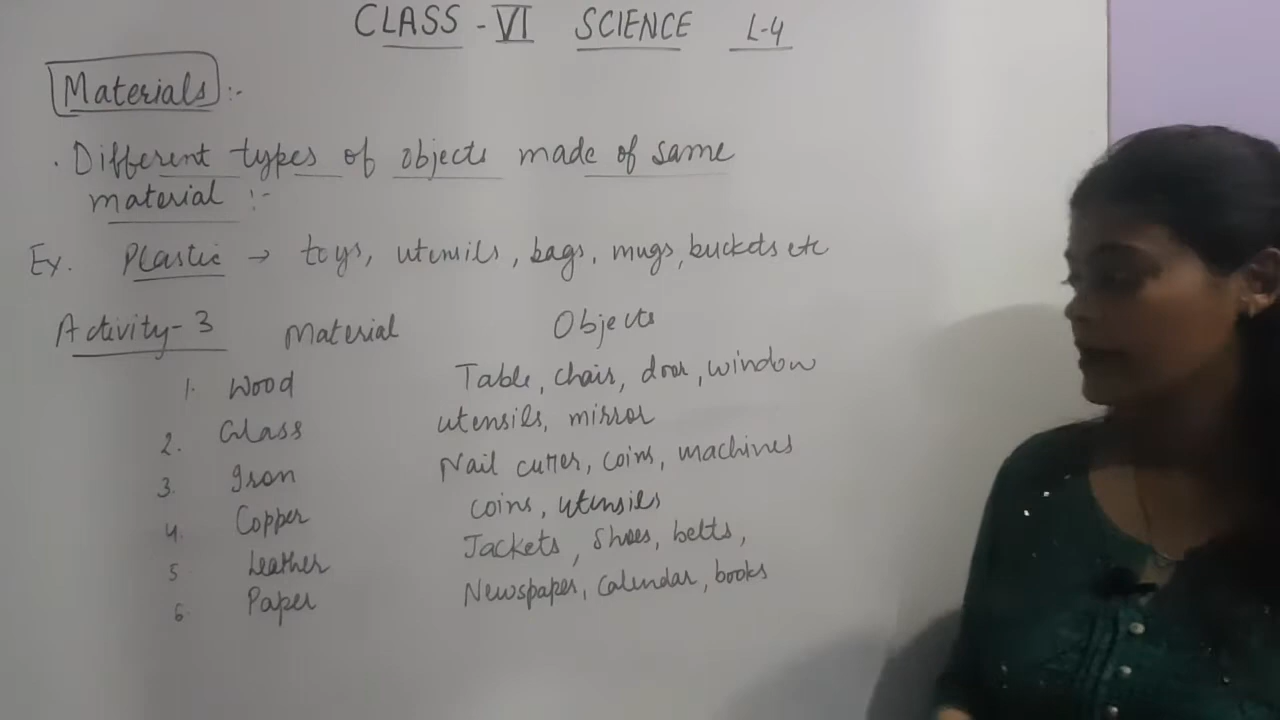 CLASS - VI SCIENCE L-4
Materials :-
. Different types of objects made of same
material :-
Ex. Plastic → toys, utensils, bags, mugs, buckets etc
Activity-3 Material Objects
1. Wood Table, chair, door, window
2. Glass utensils, mirror
3. Iron Nail cutter, coins, machines
4. Copper coins, utensils
5 Leather Jackets, Shoes, belts,
6. Paper Newspaper, Calendar, books